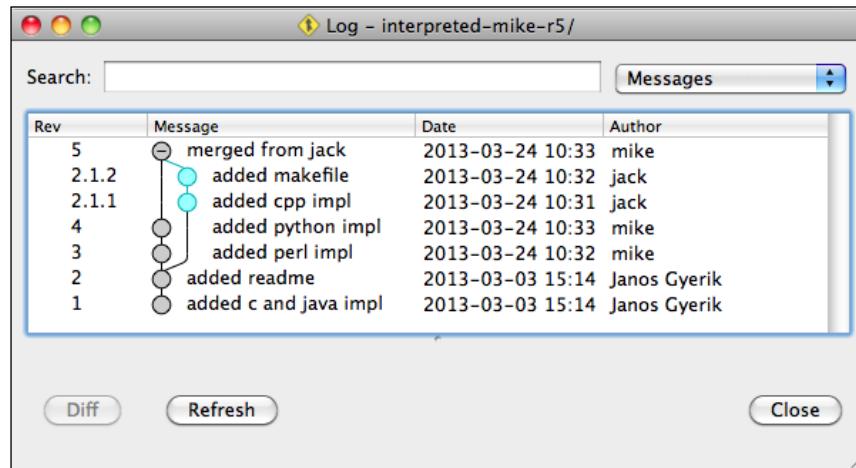 Log - interpreted-mike-r5/
Search: Messages
Rev Message Date Author
5 merged from jack 2013-03-24 10:33 mike
2.1.2 added makefile 2013-03-24 10:32 jack
2.1.1 added cpp impl 2013-03-24 10:31 jack
4 added python impl 2013-03-24 10:33 mike
3 added perl impl 2013-03-24 10:32 mike
2 added readme 2013-03-03 15:14 Janos Gyerik
1 added c and java impl 2013-03-03 15:14 Janos Gyerik
Diff Refresh Close